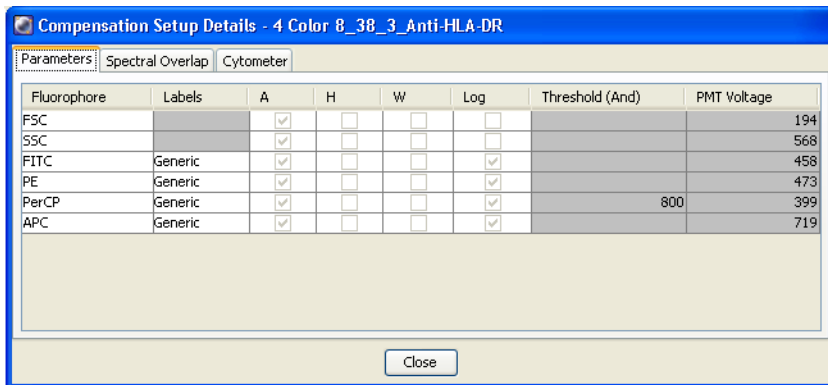 Compensation Setup Details - 4 Color 8_38_3_Anti-HLA-DR
Parameters Spectral Overlap Cytometer
Fluorophore Labels A H W Log Threshold (And) PMT Voltage
FSC 194
SSC 568
FITC Generic 458
PE Generic 473
PerCP Generic 800 399
APC Generic 719
Close